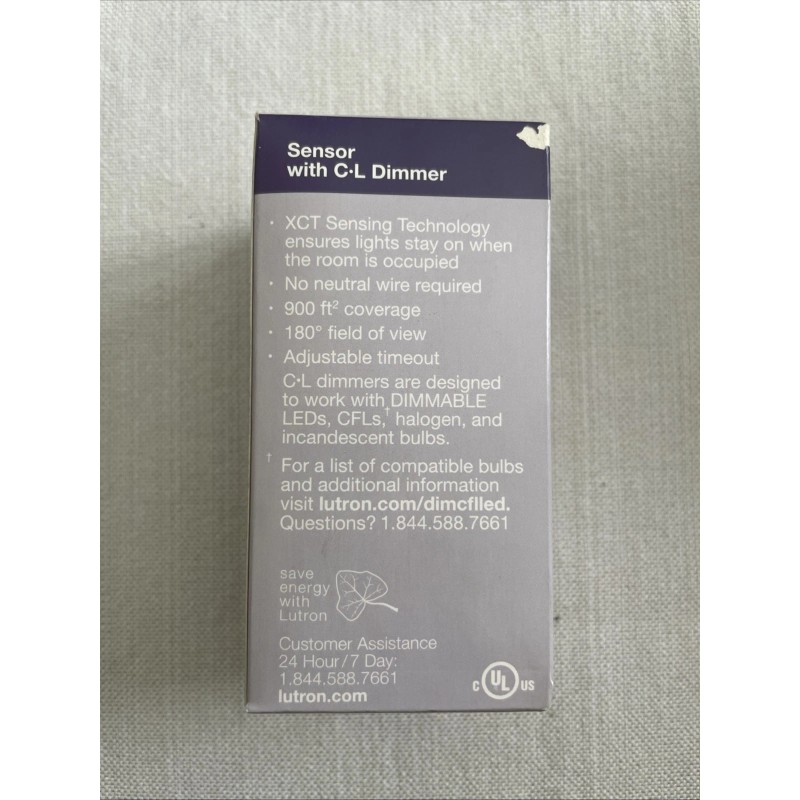 Sensor
with C•L Dimmer
• XCT Sensing Technology
ensures lights stay on when
the room is occupied
• No neutral wire required
• 900 ft² coverage
• 180° field of view
• Adjustable timeout
C•L dimmers are designed
to work with DIMMABLE
LEDs, CFLs,† halogen, and
incandescent bulbs.
† For a list of compatible bulbs
and additional information
visit lutron.com/dimcflled.
Questions? 1.844.588.7661
save
energy
with
Lutron
Customer Assistance
24 Hour/7 Day:
1.844.588.7661
lutron.com
C UL US